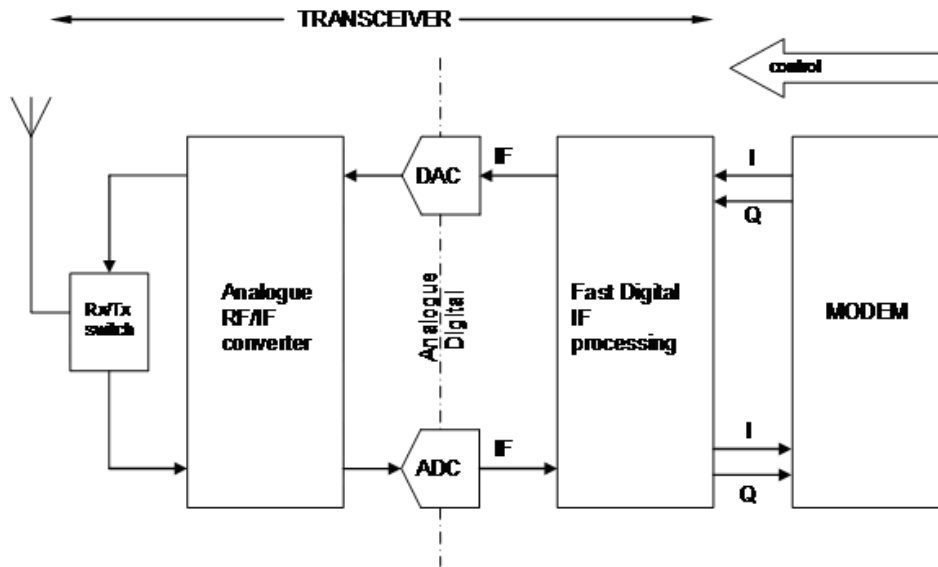 TRANSCEIVER
control
DAC
IF
I
Q
Rx/Tx
switch
Analogue
RF/IF
converter
Analogue
Digital
Fast Digital
IF
processing
MODEM
ADC
IF
I
Q